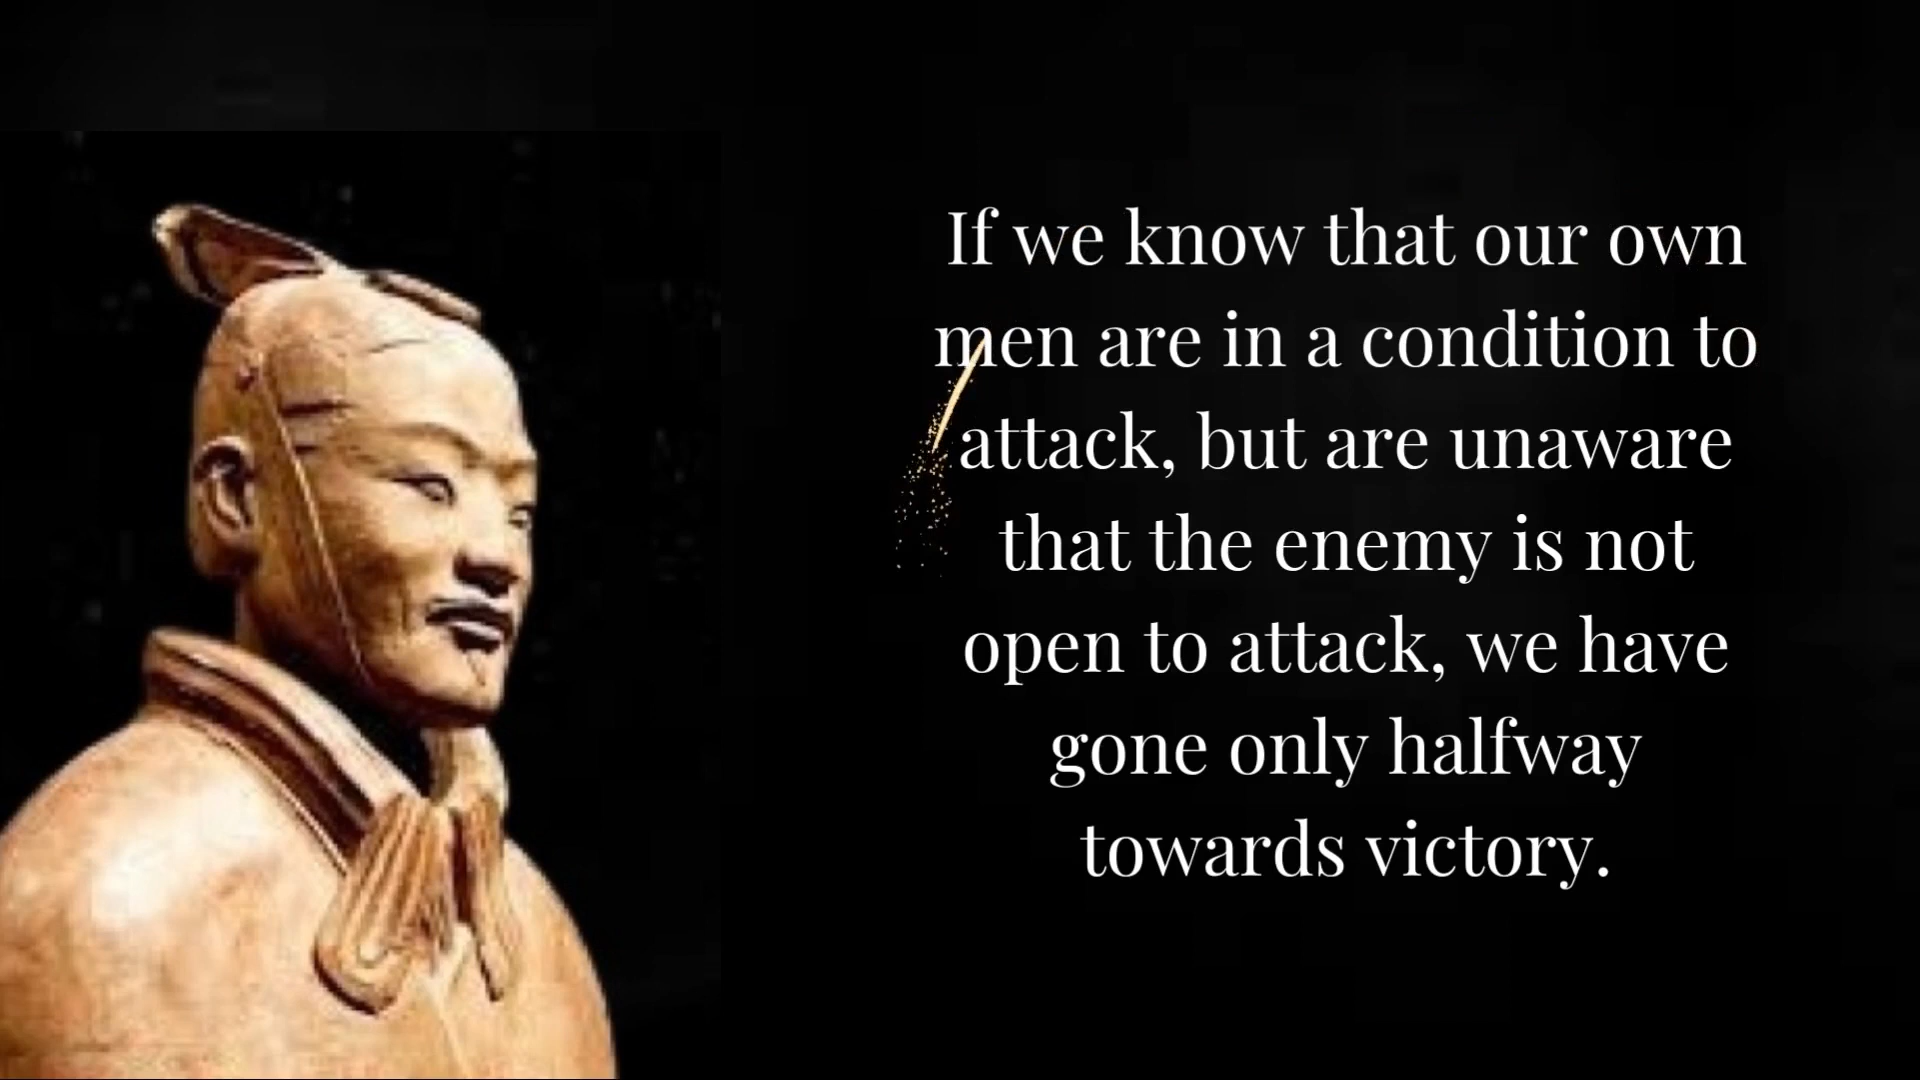 If we know that our own
men are in a condition to
attack, but are unaware
that the enemy is not
open to attack, we have
gone only halfway
towards victory.